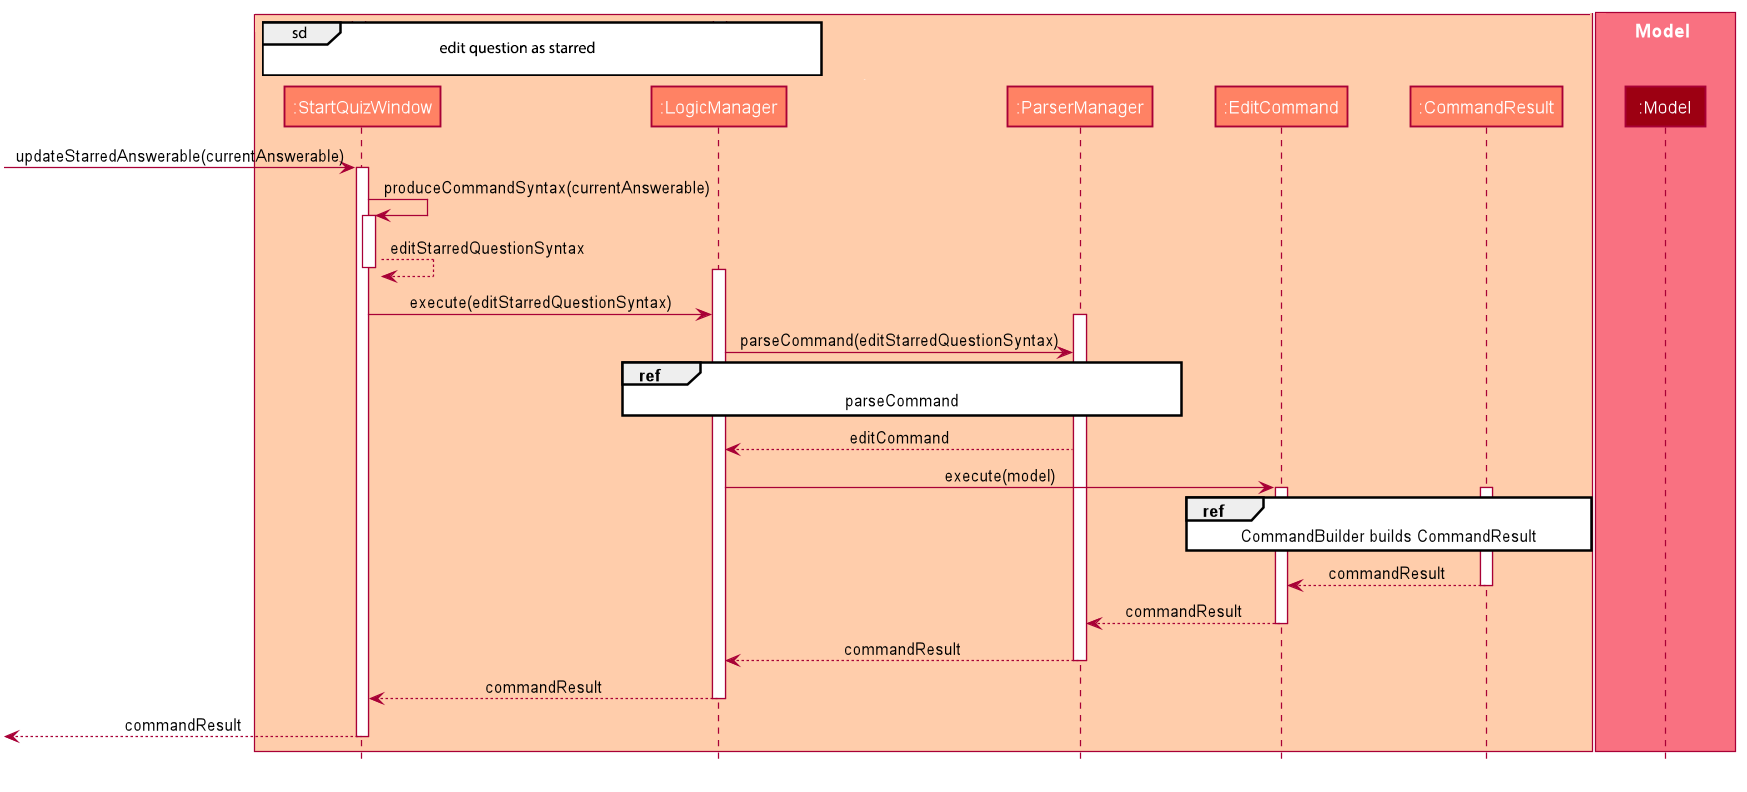 sd
edit question as starred
Model
:StartQuizWindow
:LogicManager
:ParserManager
:EditCommand
:CommandResult
:Model
updateStarredAnswerable(currentAnswerable)
produceCommandSyntax(currentAnswerable)
editStarredQuestionSyntax
execute(editStarredQuestionSyntax)
parseCommand(editStarredQuestionSyntax)
ref
parseCommand
editCommand
execute(model)
ref
CommandBuilder builds CommandResult
commandResult
commandResult
commandResult
commandResult
commandResult